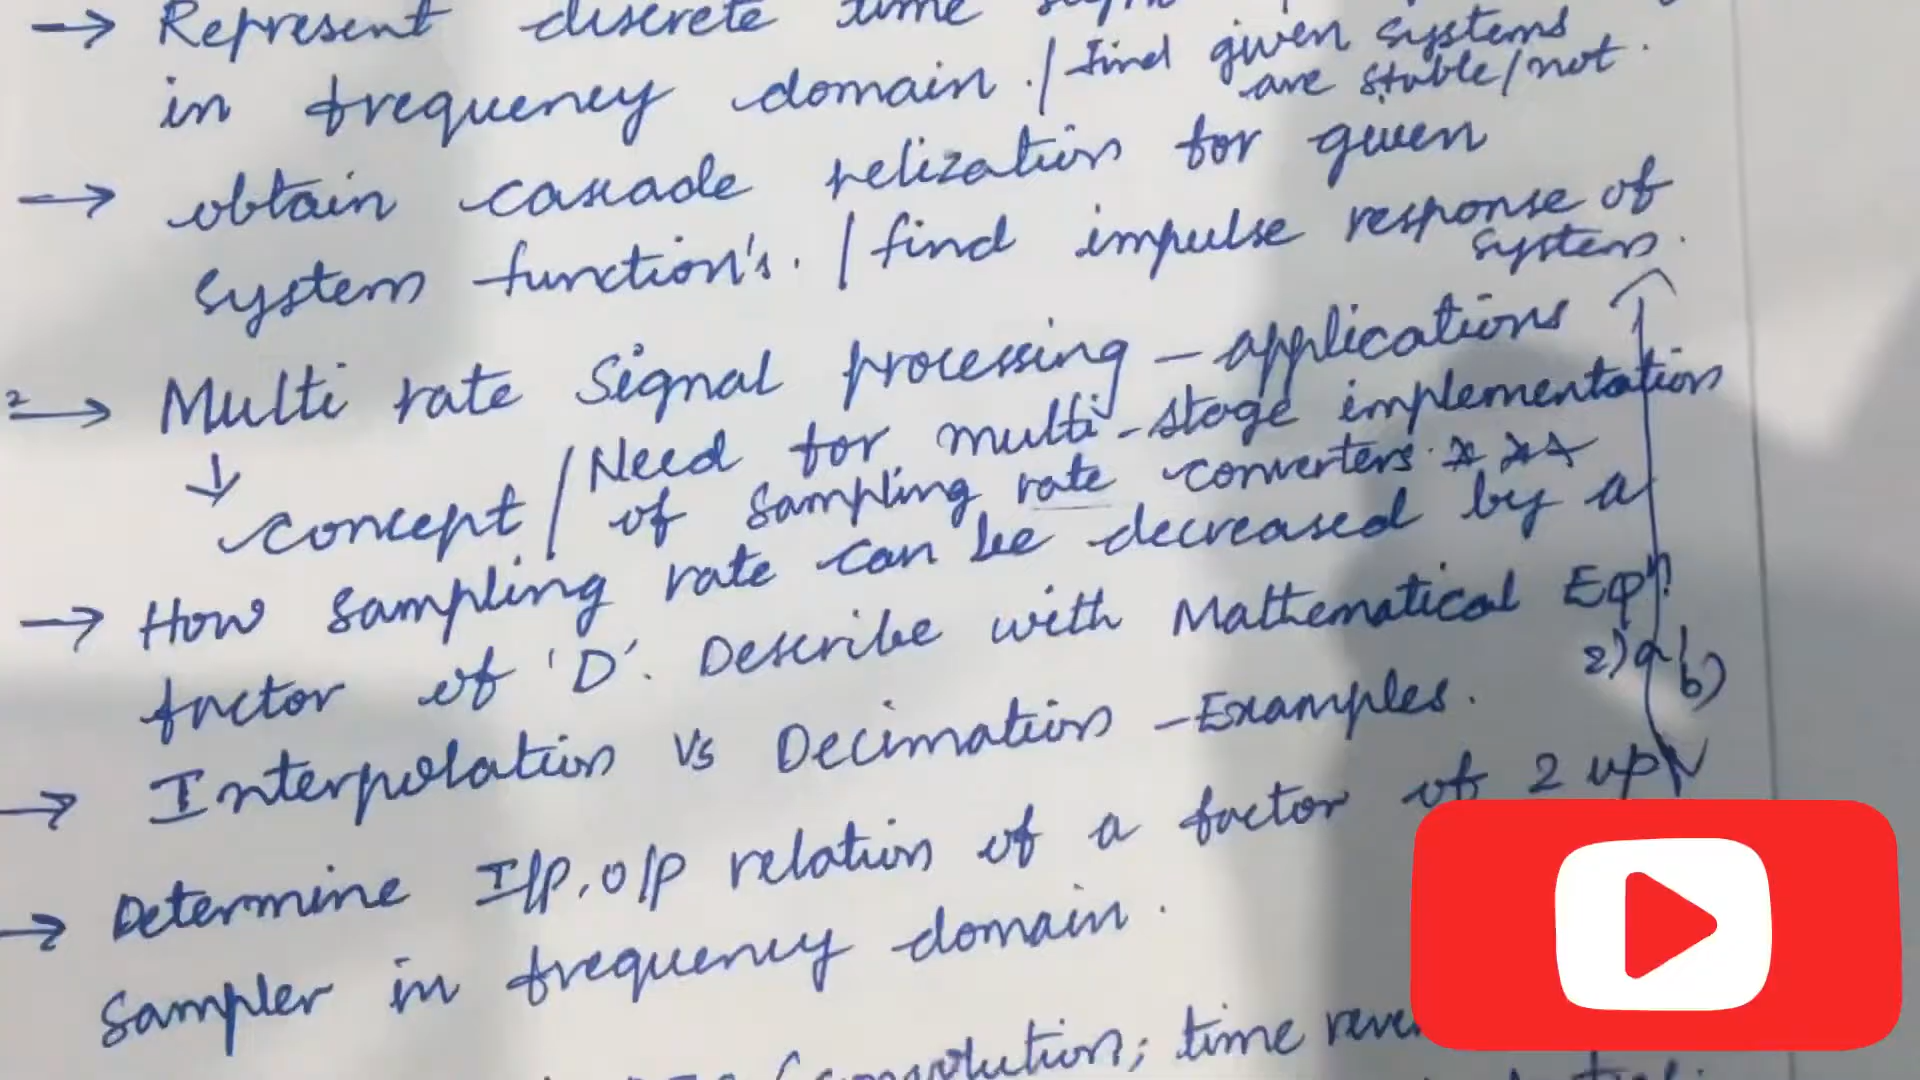 → Represent discrete time
in frequency domain. / find given systems
are stable/not.
→ obtain cascade relization for given
system function's. / find impulse response of
system.
2→ Multi rate Signal processing - applications
↓ concept / Need for multi-stage implementation
of sampling rate converters. ***
→ How sampling rate can be decreased by a
factor of 'D'. Describe with Mathematical Eqn?
2) a) b)
→ Interpolation Vs Decimation - Examples.
→ Determine I/p, o/p relation of a factor of 2 up
sampler in frequency domain.
convolution; time